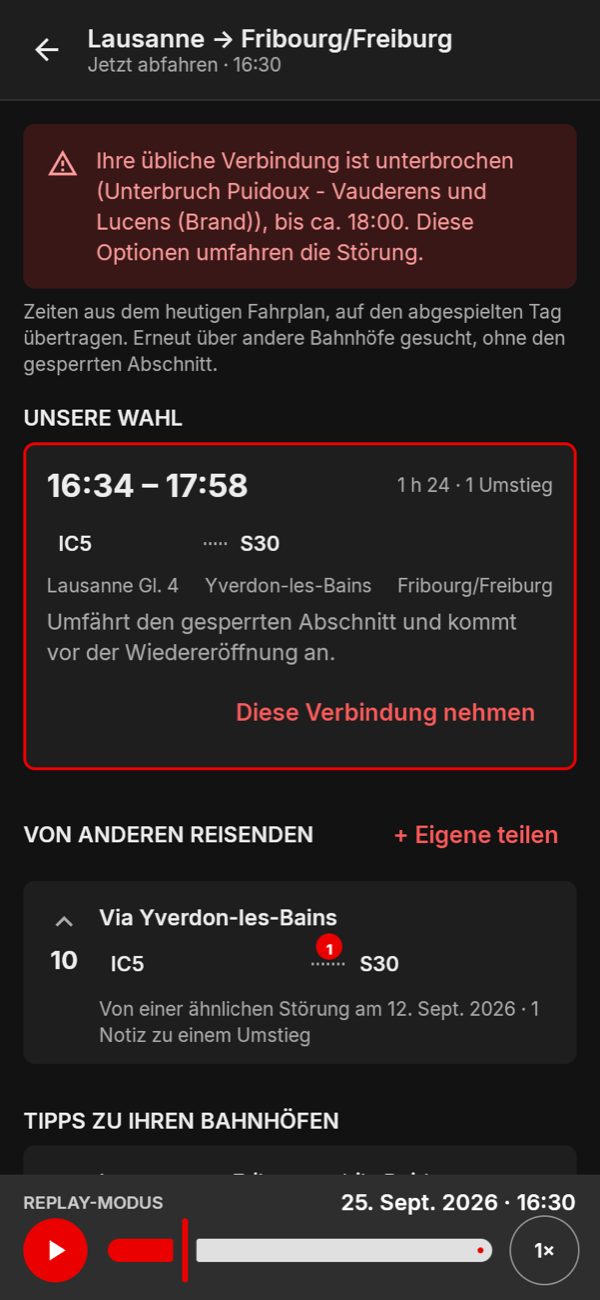 Lausanne → Fribourg/Freiburg
Jetzt abfahren · 16:30
Ihre übliche Verbindung ist unterbrochen
(Unterbruch Puidoux - Vauderens und
Lucens (Brand)), bis ca. 18:00. Diese
Optionen umfahren die Störung.
Zeiten aus dem heutigen Fahrplan, auf den abgespielten Tag
übertragen. Erneut über andere Bahnhöfe gesucht, ohne den
gesperrten Abschnitt.
UNSERE WAHL
16:34 – 17:58
1 h 24 · 1 Umstieg
IC5 S30
Lausanne Gl. 4 Yverdon-les-Bains Fribourg/Freiburg
Umfährt den gesperrten Abschnitt und kommt
vor der Wiedereröffnung an.
Diese Verbindung nehmen
VON ANDEREN REISENDEN
+ Eigene teilen
Via Yverdon-les-Bains
10 IC5 1 S30
Von einer ähnlichen Störung am 12. Sept. 2026 · 1
Notiz zu einem Umstieg
TIPPS ZU IHREN BAHNHÖFEN
REPLAY-MODUS
25. Sept. 2026 · 16:30
1×